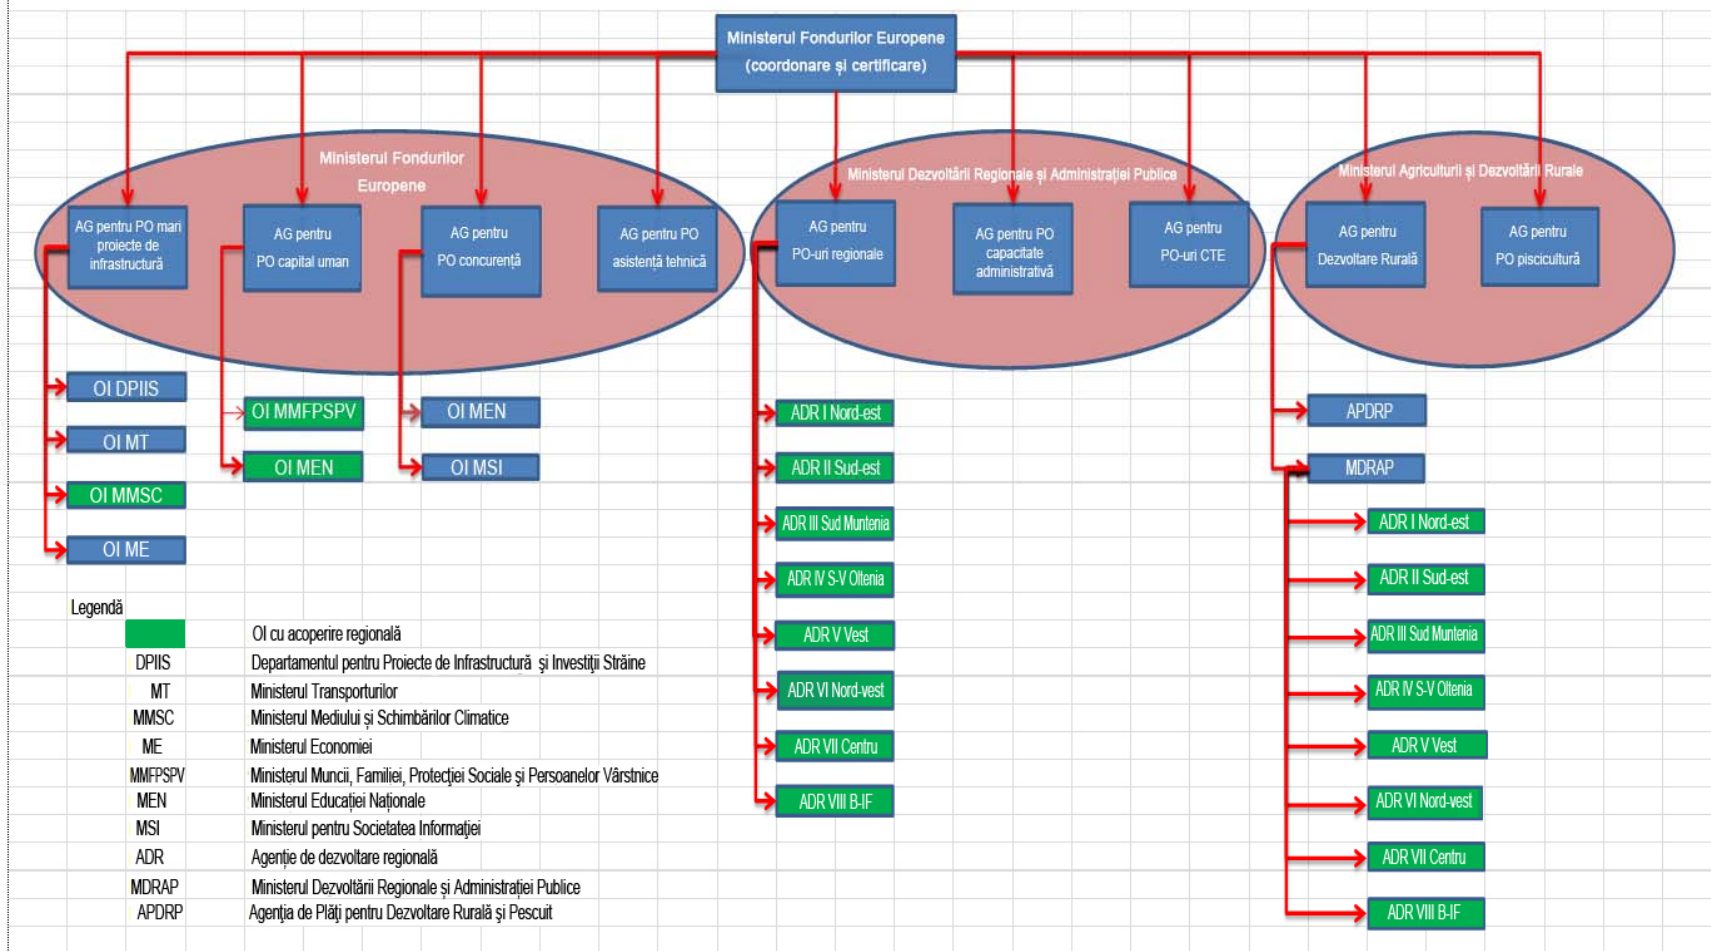 Ministerul Fondurilor Europene
(coordonare și certificare)
Ministerul Fondurilor
Europene
Ministerul Dezvoltării Regionale și Administrației Publice
Ministerul Agriculturii și Dezvoltării Rurale
AG pentru PO mari
proiecte de
infrastructură
AG pentru
PO capital uman
AG pentru
PO concurență
AG pentru PO
asistență tehnică
AG pentru
PO-uri regionale
AG pentru PO
capacitate
administrativă
AG pentru
PO-uri CTE
AG pentru
Dezvoltare Rurală
AG pentru
PO piscicultură
OI DPIIS
OI MT
OI MMSC
OI ME
OI MMFPSPV
OI MEN
OI MEN
OI MSI
ADR I Nord-est
ADR II Sud-est
ADR III Sud Muntenia
ADR IV S-V Oltenia
ADR V Vest
ADR VI Nord-vest
ADR VII Centru
ADR VIII B-IF
APDRP
MDRAP
ADR I Nord-est
ADR II Sud-est
ADR III Sud Muntenia
ADR IV S-V Oltenia
ADR V Vest
ADR VI Nord-vest
ADR VII Centru
ADR VIII B-IF
Legendă
OI cu acoperire regională
DPIIS Departamentul pentru Proiecte de Infrastructură și Investiţii Străine
MT Ministerul Transporturilor
MMSC Ministerul Mediului și Schimbărilor Climatice
ME Ministerul Economiei
MMFPSPV Ministerul Muncii, Familiei, Protecţiei Sociale şi Persoanelor Vârstnice
MEN Ministerul Educației Naționale
MSI Ministerul pentru Societatea Informaţiei
ADR Agenție de dezvoltare regională
MDRAP Ministerul Dezvoltării Regionale și Administrației Publice
APDRP Agenţia de Plăţi pentru Dezvoltare Rurală şi Pescuit